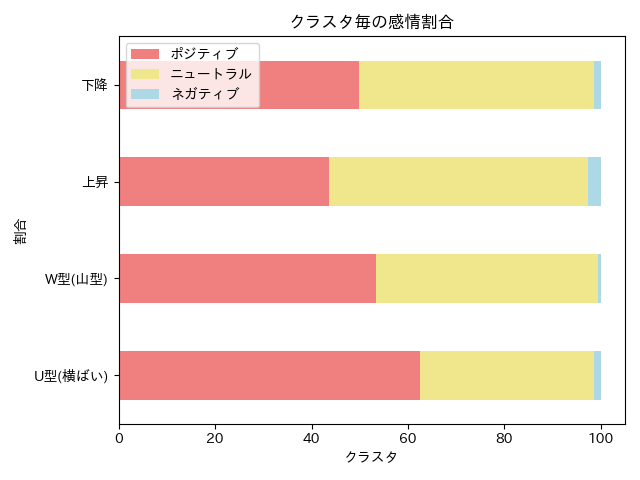 クラスタ毎の感情割合
ポジティブ
ニュートラル
ネガティブ
下降
上昇
W型(山型)
U型(横ばい)
割合
0 20 40 60 80 100
クラスタ